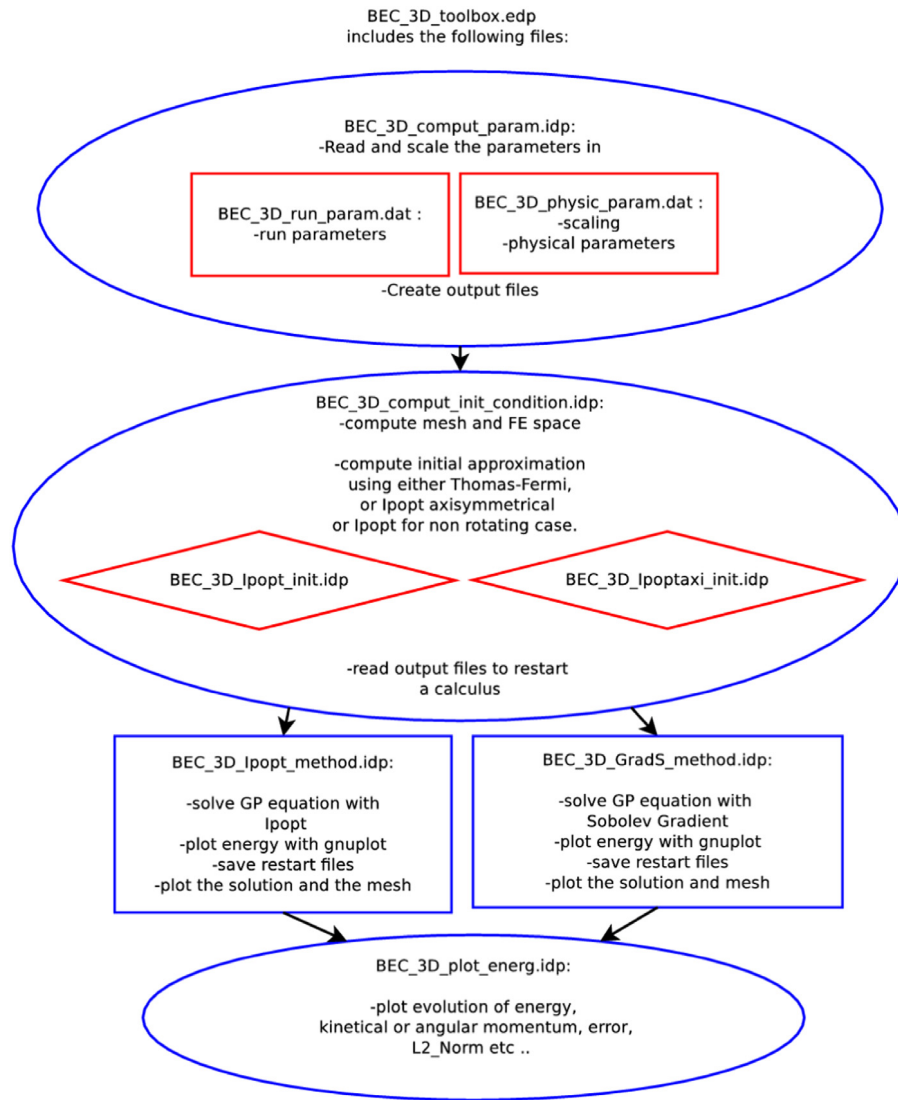 BEC_3D_toolbox.edp
includes the following files:
BEC_3D_comput_param.idp:
-Read and scale the parameters in
BEC_3D_run_param.dat :
-run parameters
BEC_3D_physic_param.dat :
-scaling
-physical parameters
-Create output files
BEC_3D_comput_init_condition.idp:
-compute mesh and FE space
-compute initial approximation
using either Thomas-Fermi,
or Ipopt axisymmetrical
or Ipopt for non rotating case.
BEC_3D_Ipopt_init.idp
BEC_3D_Ipoptaxi_init.idp
-read output files to restart
a calculus
BEC_3D_Ipopt_method.idp:
-solve GP equation with
Ipopt
-plot energy with gnuplot
-save restart files
-plot the solution and the mesh
BEC_3D_GradS_method.idp:
-solve GP equation with
Sobolev Gradient
-plot energy with gnuplot
-save restart files
-plot the solution and mesh
BEC_3D_plot_energ.idp:
-plot evolution of energy,
kinetical or angular momentum, error,
L2_Norm etc ..